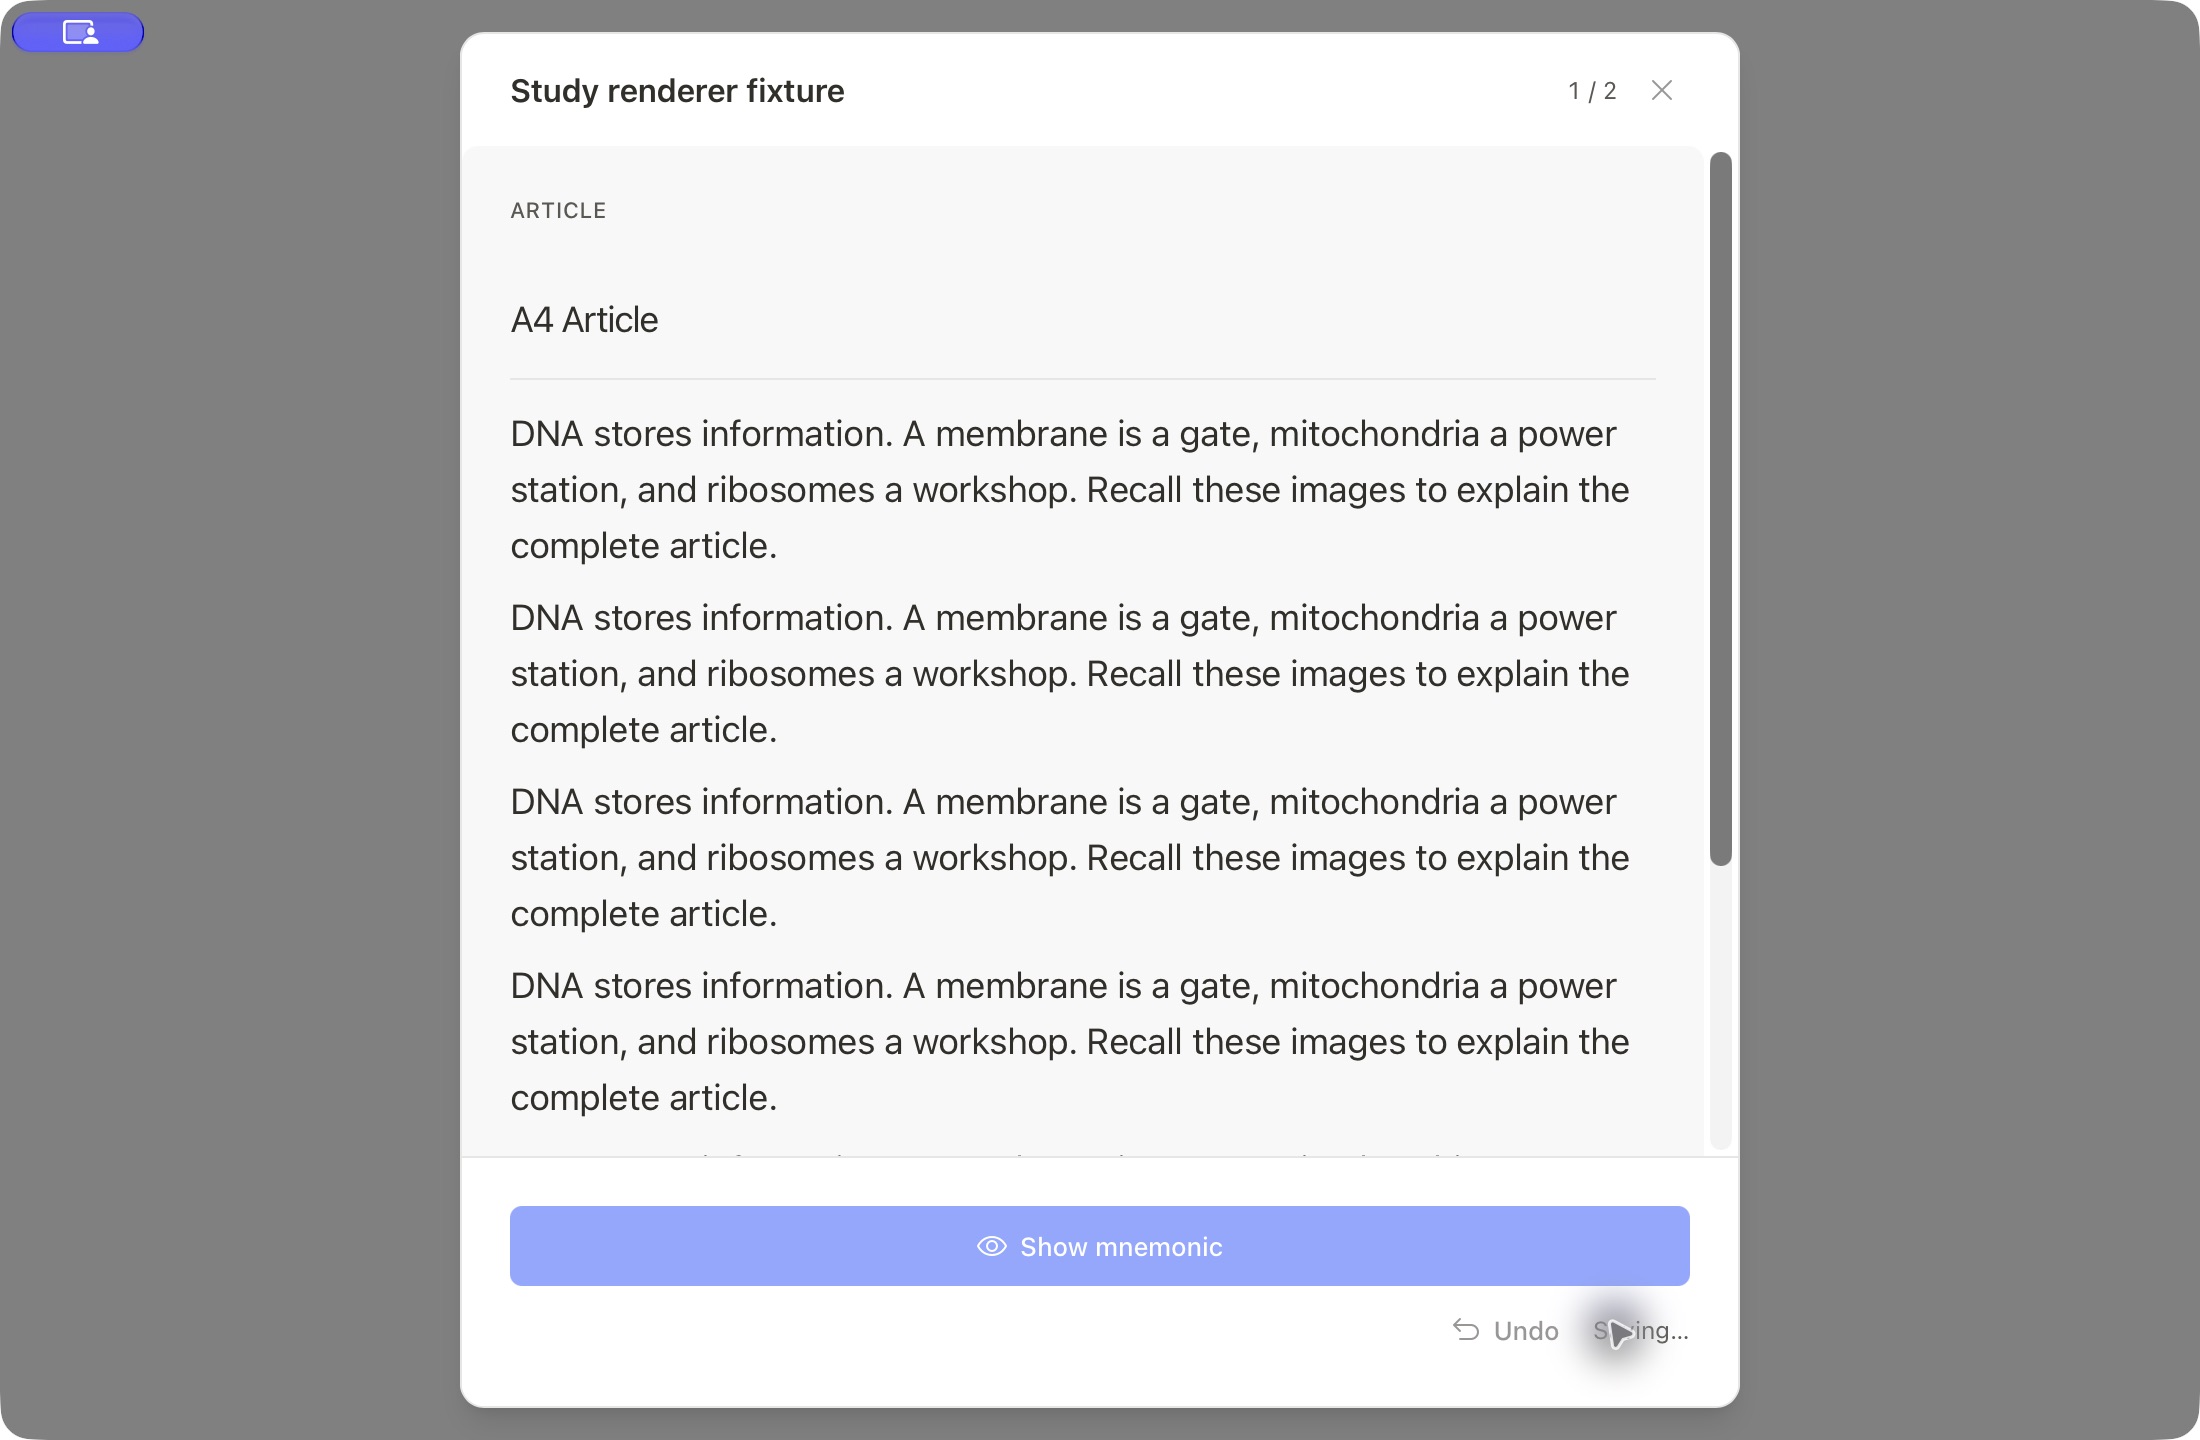 Study renderer fixture
1 / 2
ARTICLE
A4 Article
DNA stores information. A membrane is a gate, mitochondria a power
station, and ribosomes a workshop. Recall these images to explain the
complete article.
DNA stores information. A membrane is a gate, mitochondria a power
station, and ribosomes a workshop. Recall these images to explain the
complete article.
DNA stores information. A membrane is a gate, mitochondria a power
station, and ribosomes a workshop. Recall these images to explain the
complete article.
DNA stores information. A membrane is a gate, mitochondria a power
station, and ribosomes a workshop. Recall these images to explain the
complete article.
Show mnemonic
Undo